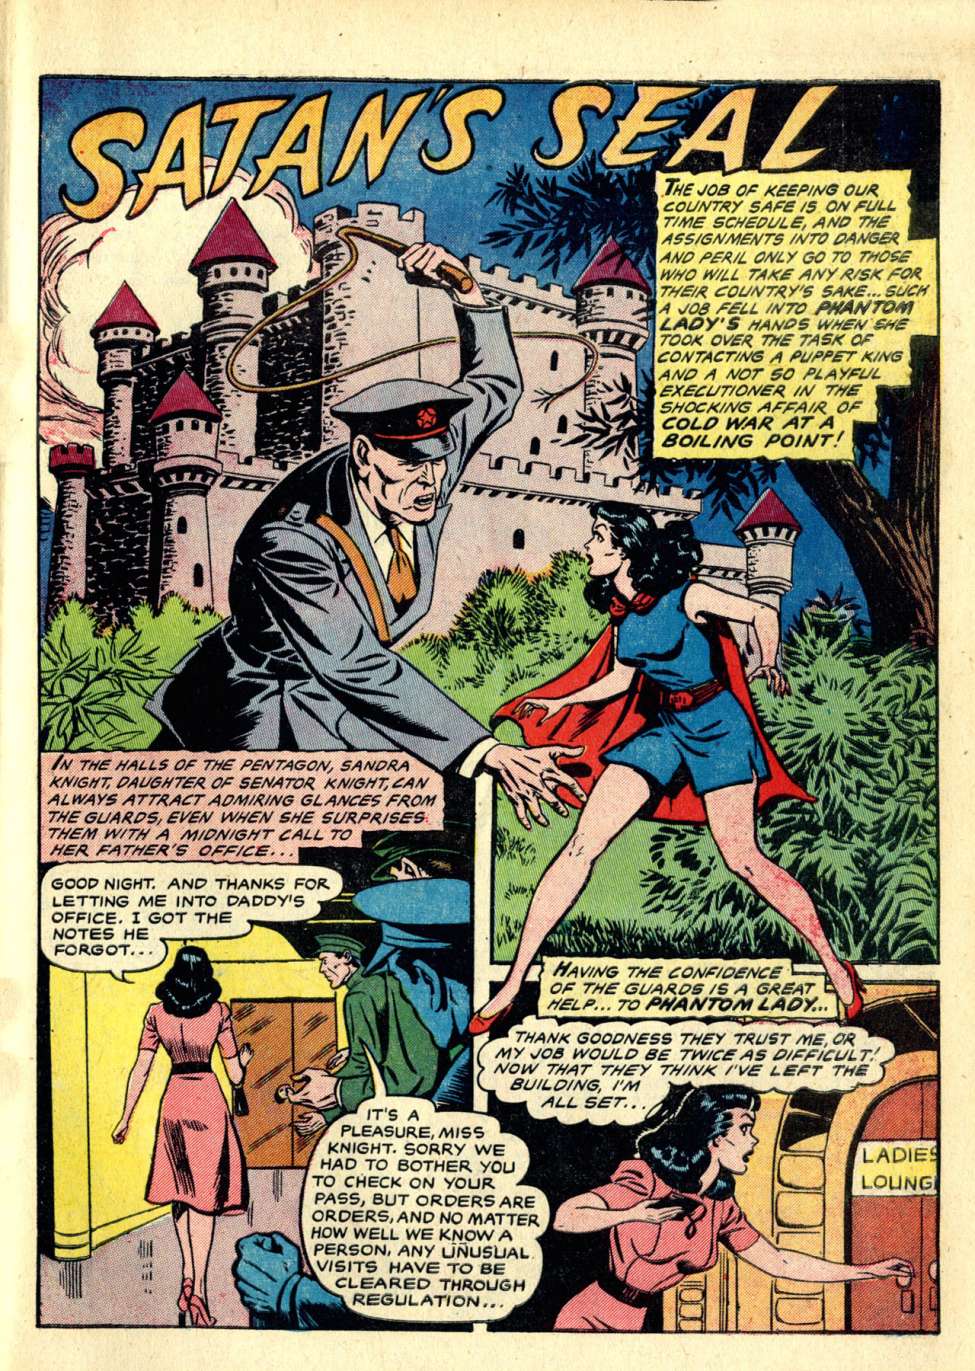 SATAN'S SEAL
THE JOB OF KEEPING OUR
COUNTRY SAFE IS ON FULL
TIME SCHEDULE, AND THE
ASSIGNMENTS INTO DANGER
AND PERIL ONLY GO TO THOSE
WHO WILL TAKE ANY RISK FOR
THEIR COUNTRY'S SAKE... SUCH
A JOB FELL INTO PHANTOM
LADY'S HANDS WHEN SHE
TOOK OVER THE TASK OF
CONTACTING A PUPPET KING
AND A NOT SO PLAYFUL
EXECUTIONER IN THE
SHOCKING AFFAIR OF
COLD WAR AT A
BOILING POINT!
IN THE HALLS OF THE PENTAGON, SANDRA
KNIGHT, DAUGHTER OF SENATOR KNIGHT, CAN
ALWAYS ATTRACT ADMIRING GLANCES FROM
THE GUARDS, EVEN WHEN SHE SURPRISES
THEM WITH A MIDNIGHT CALL TO
HER FATHER'S OFFICE...
GOOD NIGHT. AND THANKS FOR
LETTING ME INTO DADDY'S
OFFICE. I GOT THE
NOTES HE
FORGOT...
IT'S A
PLEASURE, MISS
KNIGHT. SORRY WE
HAD TO BOTHER YOU
TO CHECK ON YOUR
PASS, BUT ORDERS ARE
ORDERS, AND NO MATTER
HOW WELL WE KNOW A
PERSON, ANY UNUSUAL
VISITS HAVE TO BE
CLEARED THROUGH
REGULATION...
HAVING THE CONFIDENCE
OF THE GUARDS IS A GREAT
HELP... TO PHANTOM LADY...
THANK GOODNESS THEY TRUST ME, OR
MY JOB WOULD BE TWICE AS DIFFICULT!
NOW THAT THEY THINK I'VE LEFT THE
BUILDING, I'M
ALL SET...
LADIES
LOUNGE